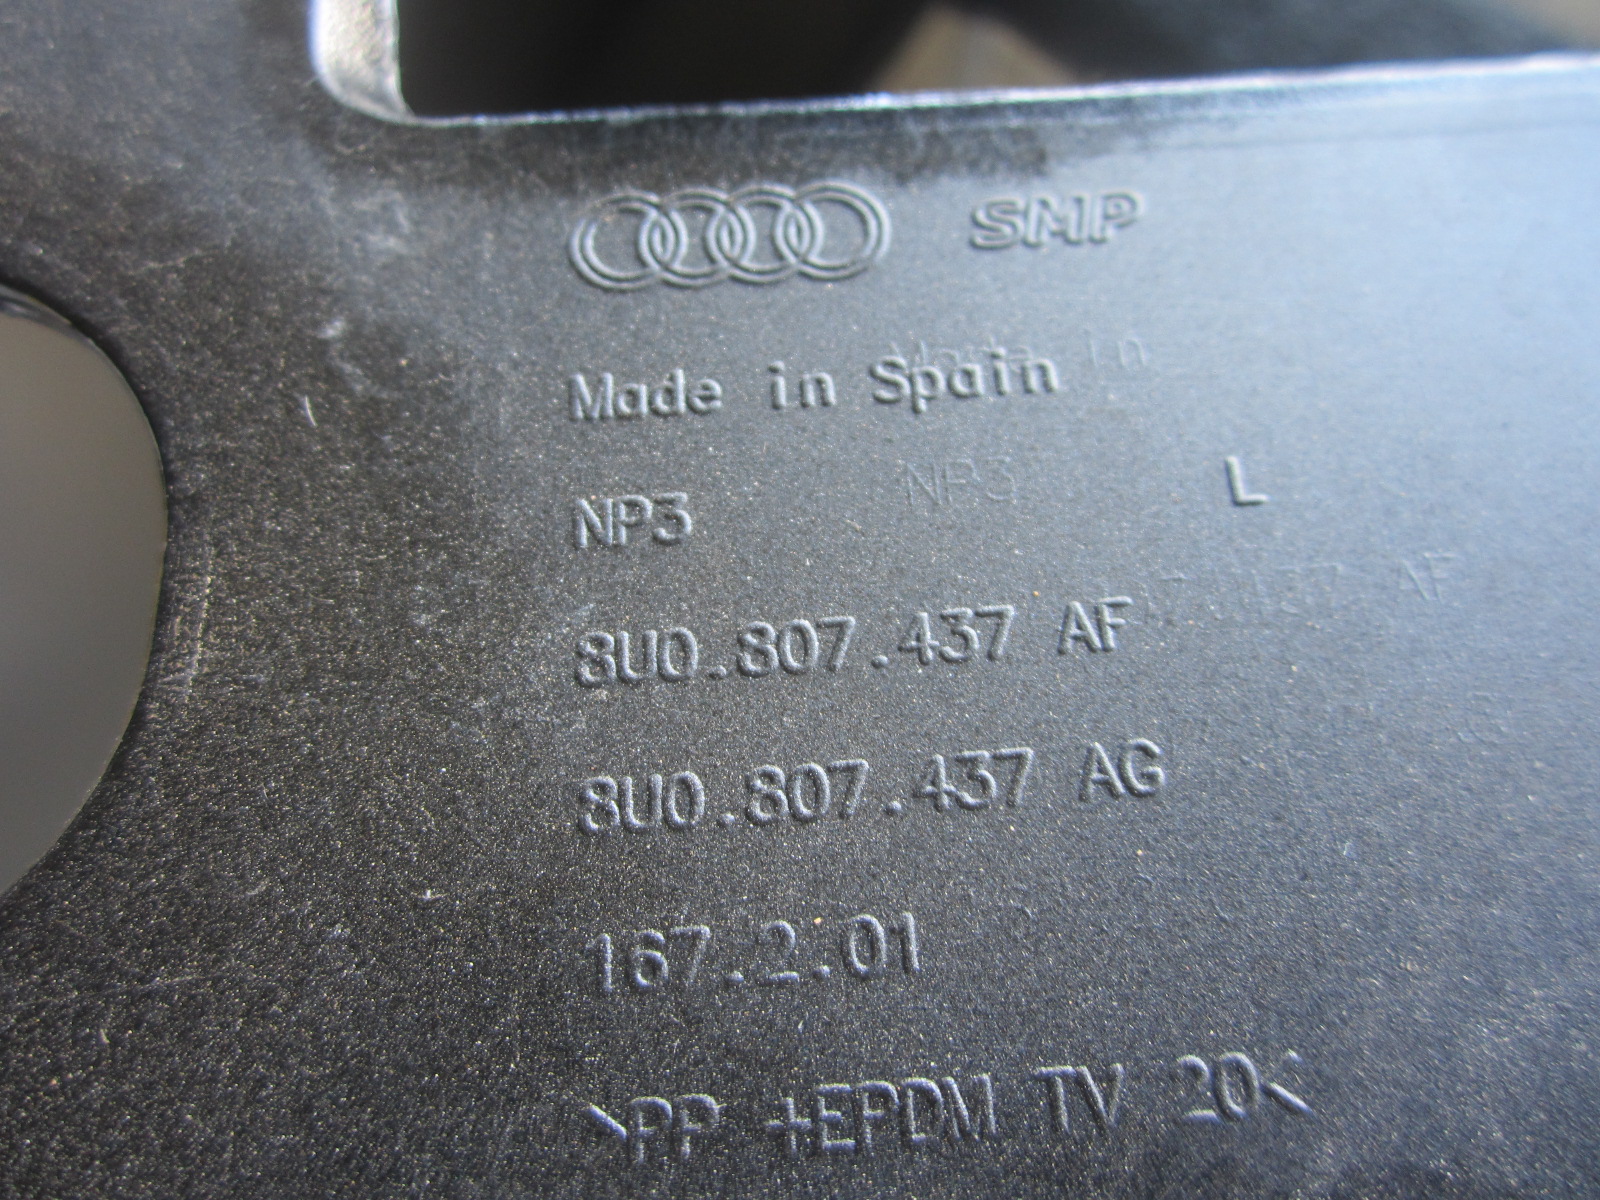 SMP
Made in Spain
NP3 NP3 L
8U0.807.437 AF
8U0.807.437 AG
167.2.01
>PP +EPDM TV 20<